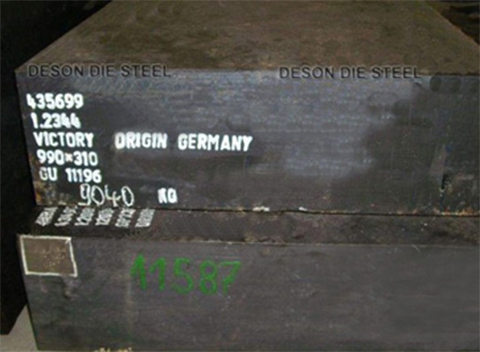 DESON DIE STEEL DESON DIE STEEL
435699
1.2344
VICTORY ORIGIN GERMANY
990×310
GU 11196
9040 KG
11587